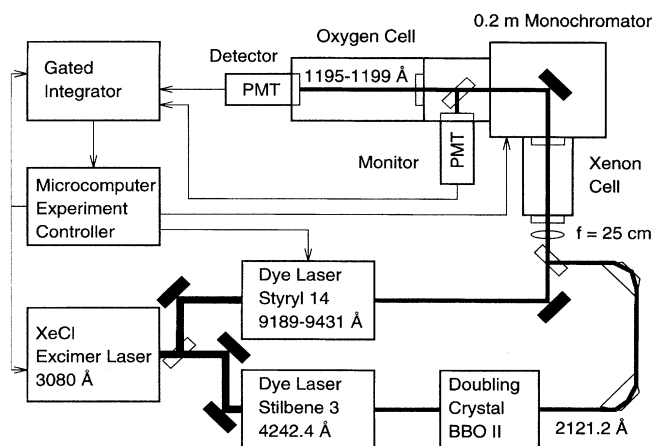 0.2 m Monochromator
Oxygen Cell
Detector
1195-1199 Å
PMT
Gated
Integrator
Monitor
PMT
Xenon
Cell
Microcomputer
Experiment
Controller
f = 25 cm
Dye Laser
Styryl 14
9189-9431 Å
XeCl
Excimer Laser
3080 Å
Dye Laser
Stilbene 3
4242.4 Å
Doubling
Crystal
BBO II
2121.2 Å